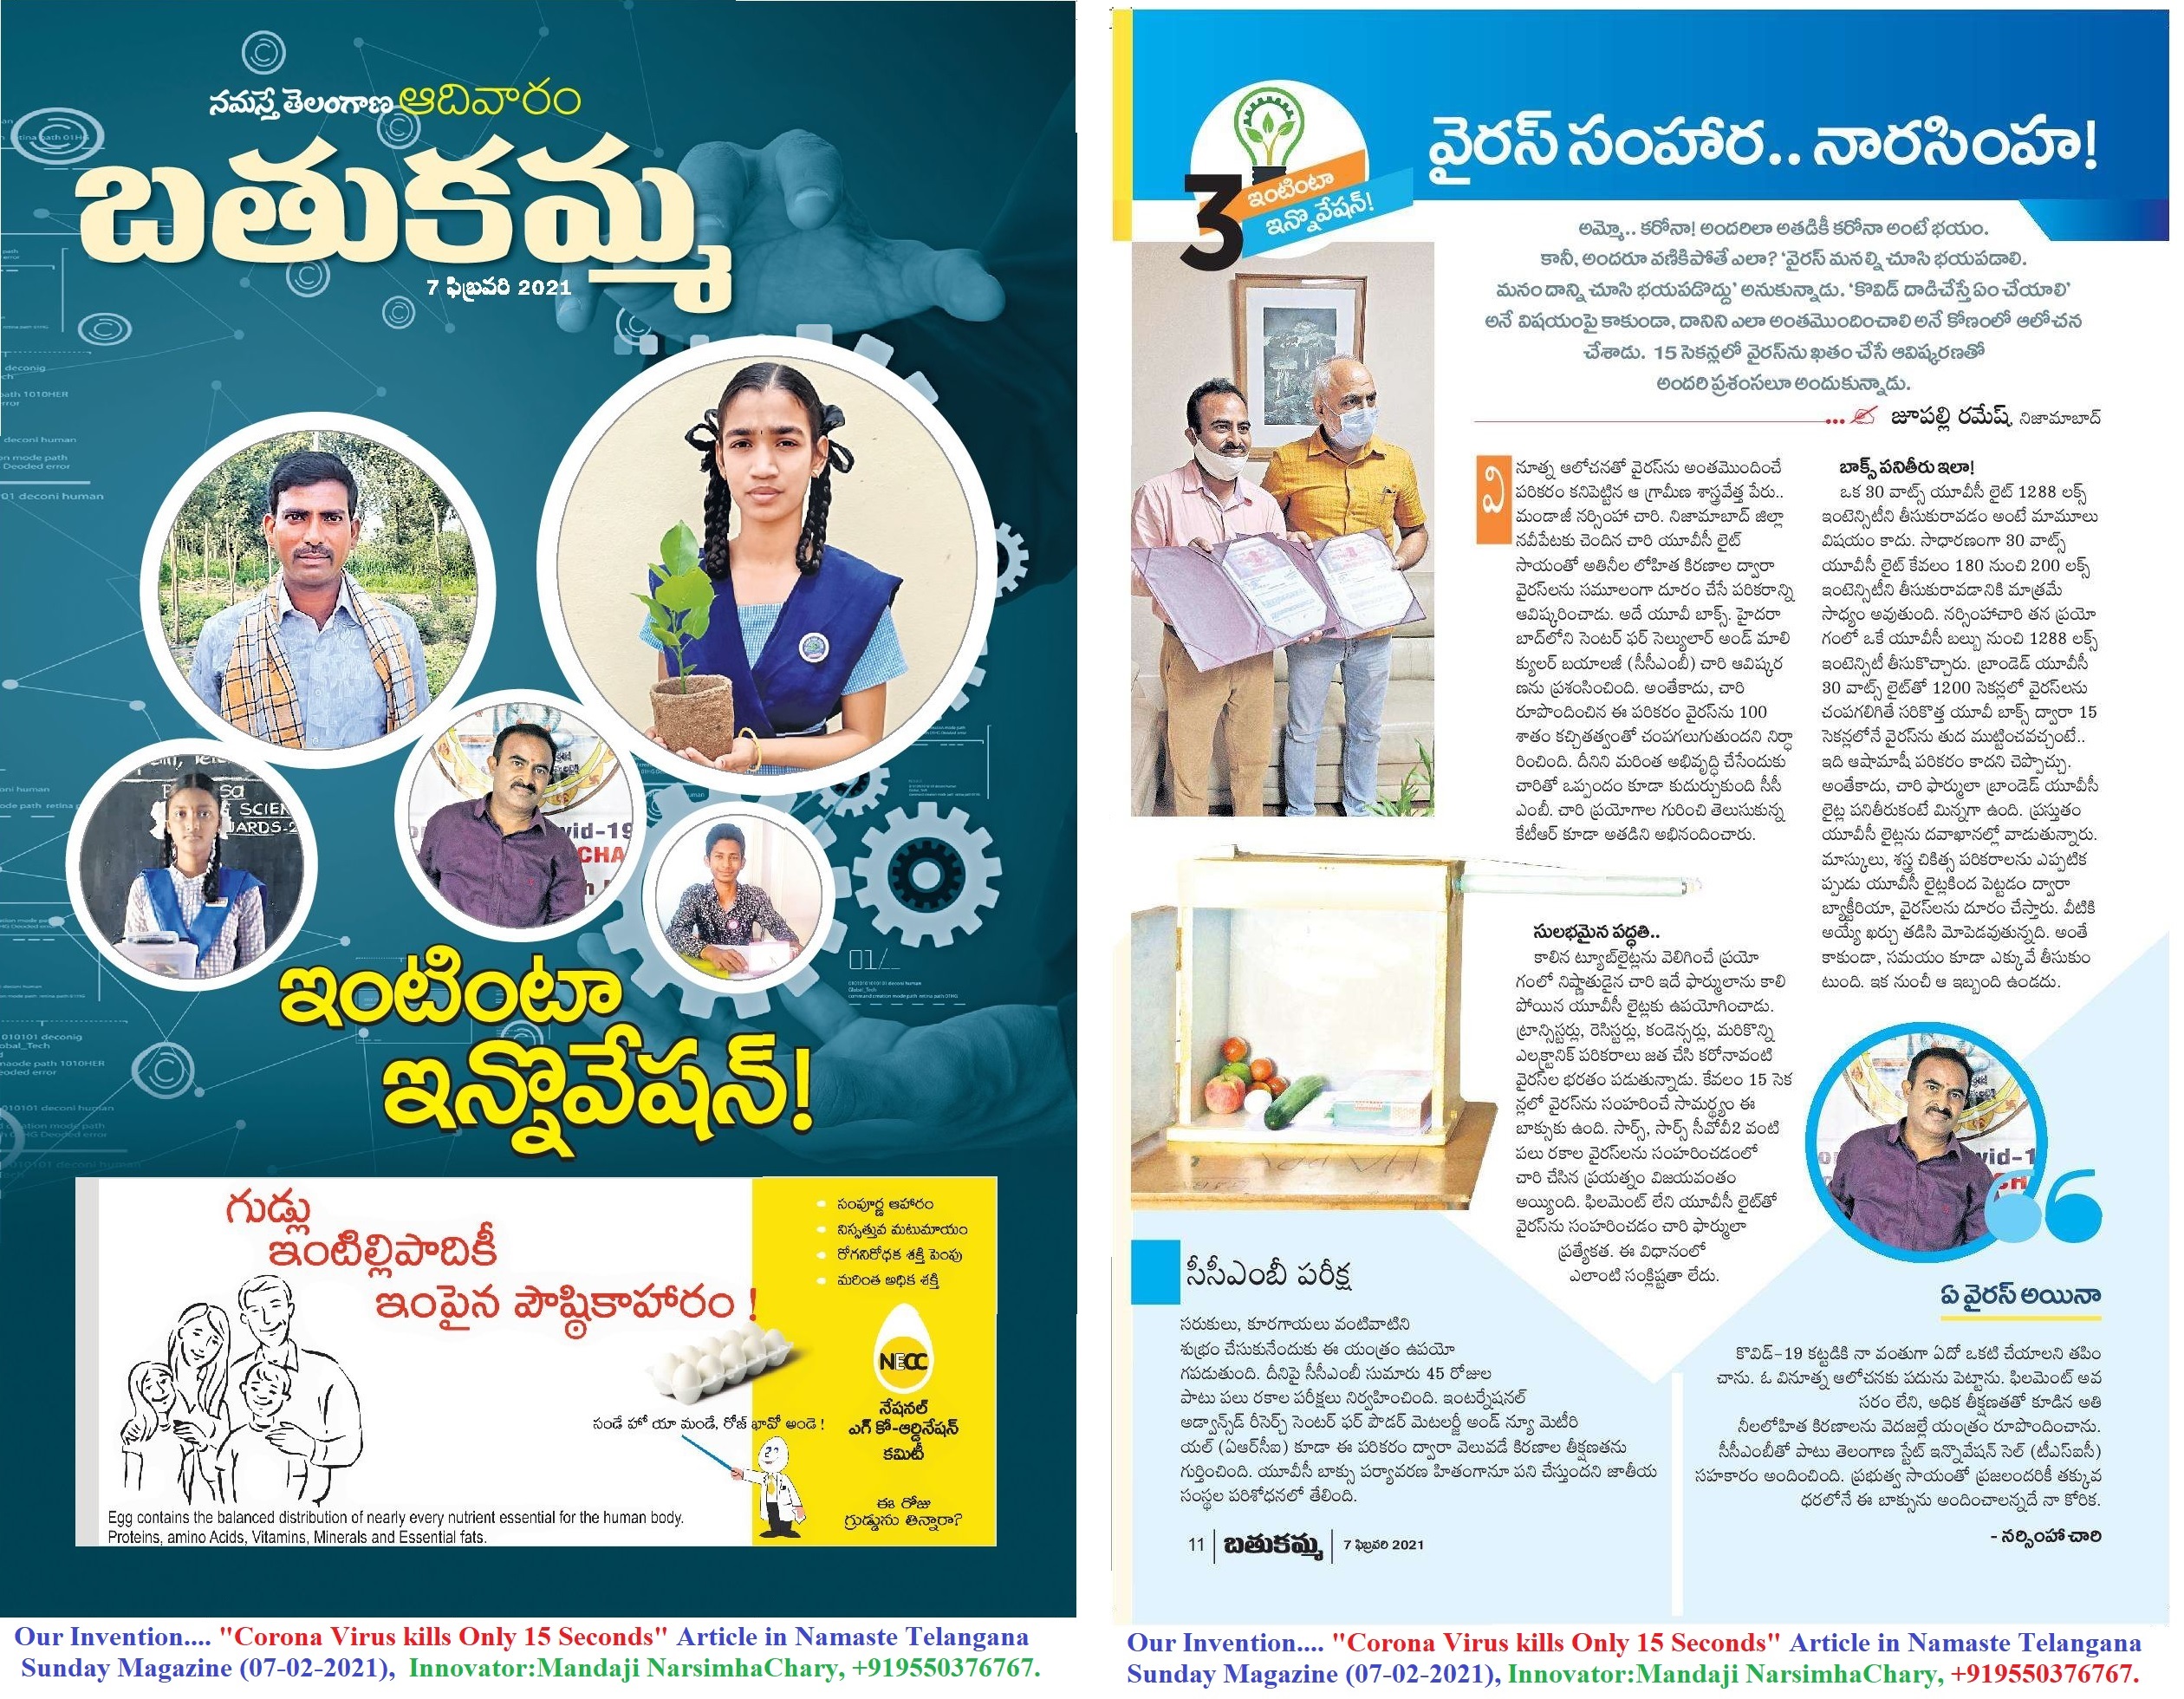 నమస్తే తెలంగాణ ఆదివారం
బతుకమ్మ
7 ఫిబ్రవరి 2021
ఇంటింటా
ఇన్నొవేషన్!
గుడ్లు
ఇంటిల్లిపాదికీ
ఇంపైన పౌష్ఠికాహారం !
సండే హో యా మండే, రోజ్ ఖావో అండె !
Egg contains the balanced distribution of nearly every nutrient essential for the human body.
Proteins, amino Acids, Vitamins, Minerals and Essential fats.
సంపూర్ణ ఆహారం
నిస్సత్తువ మటుమాయం
రోగనిరోధక శక్తి పెంపు
మరింత అధిక శక్తి
NECC
నేషనల్
ఎగ్ కో-ఆర్డినేషన్
కమిటీ
ఈ రోజు
గ్రుడ్డును తిన్నారా?
Our Invention.... "Corona Virus kills Only 15 Seconds" Article in Namaste Telangana
Sunday Magazine (07-02-2021), Innovator:Mandaji NarsimhaChary, +919550376767.
3
ఇంటింటా
ఇన్నొవేషన్!
వైరస్ సంహార.. నారసింహ!
అమ్మో.. కరోనా! అందరిలా అతడికీ కరోనా అంటే భయం.
కానీ, అందరూ వణికిపోతే ఎలా? ‘వైరస్ మనల్ని చూసి భయపడాలి.
మనం దాన్ని చూసి భయపడొద్దు’ అనుకున్నాడు. ‘కొవిడ్ దాడిచేస్తే ఏం చేయాలి’
అనే విషయంపై కాకుండా, దానిని ఎలా అంతమొందించాలి అనే కోణంలో ఆలోచన
చేశాడు. 15 సెకన్లలో వైరస్‌ను ఖతం చేసే ఆవిష్కరణతో
అందరి ప్రశంసలూ అందుకున్నాడు.
... జూపల్లి రమేష్, నిజామాబాద్
వి
నూత్న ఆలోచనతో వైరస్‌ను అంతమొందించే
పరికరం కనిపెట్టిన ఆ గ్రామీణ శాస్త్రవేత్త పేరు..
మండాజీ నర్సింహా చారి. నిజామాబాద్ జిల్లా
నవీపేటకు చెందిన చారి యూవీసీ లైట్
సాయంతో అతినీల లోహిత కిరణాల ద్వారా
వైరస్‌లను సమూలంగా దూరం చేసే పరికరాన్ని
ఆవిష్కరించాడు. అదే యూవీ బాక్స్. హైదరా
బాద్‌లోని సెంటర్ ఫర్ సెల్యులార్ అండ్ మాలి
క్యులర్ బయాలజీ (సీసీఎంబీ) చారి ఆవిష్కర
ణను ప్రశంసించింది. అంతేకాదు, చారి
రూపొందించిన ఈ పరికరం వైరస్‌ను 100
శాతం కచ్చితత్వంతో చంపగలుగుతుందని నిర్ధా
రించింది. దీనిని మరింత అభివృద్ధి చేసేందుకు
చారితో ఒప్పందం కూడా కుదుర్చుకుంది సీసీ
ఎంబీ. చారి ప్రయోగాల గురించి తెలుసుకున్న
కేటీఆర్ కూడా అతడిని అభినందించారు.
సులభమైన పద్ధతి..
కాలిన ట్యూబ్‌లైట్లను వెలిగించే ప్రయో
గంలో నిష్ణాతుడైన చారి ఇదే ఫార్ములాను కాలి
పోయిన యూవీసీ లైట్లకు ఉపయోగించాడు.
ట్రాన్సిస్టర్లు, రెసిస్టర్లు, కండెన్సర్లు, మరికొన్ని
ఎలక్ట్రానిక్ పరికరాలు జత చేసి కరోనావంటి
వైరస్‌ల భరతం పడుతున్నాడు. కేవలం 15 సెక
న్లలో వైరస్‌ను సంహరించే సామర్థ్యం ఈ
బాక్సుకు ఉంది. సార్స్, సార్స్ సీవోవీ2 వంటి
పలు రకాల వైరస్‌లను సంహరించడంలో
చారి చేసిన ప్రయత్నం విజయవంతం
అయ్యింది. ఫిలమెంట్ లేని యూవీసీ లైట్‌తో
వైరస్‌ను సంహరించడం చారి ఫార్ములా
ప్రత్యేకత. ఈ విధానంలో
ఎలాంటి సంక్లిష్టతా లేదు.
బాక్స్ పనితీరు ఇలా!
ఒక 30 వాట్స్ యూవీసీ లైట్ 1288 లక్స్
ఇంటెన్సిటీని తీసుకురావడం అంటే మామూలు
విషయం కాదు. సాధారణంగా 30 వాట్స్
యూవీసీ లైట్ కేవలం 180 నుంచి 200 లక్స్
ఇంటెన్సిటీని తీసుకురావడానికి మాత్రమే
సాధ్యం అవుతుంది. నర్సింహాచారి తన ప్రయో
గంలో ఒకే యూవీసీ బల్బు నుంచి 1288 లక్స్
ఇంటెన్సిటీ తీసుకొచ్చారు. బ్రాండెడ్ యూవీసీ
30 వాట్స్ లైట్‌తో 1200 సెకన్లలో వైరస్‌లను
చంపగలిగితే సరికొత్త యూవీ బాక్స్ ద్వారా 15
సెకన్లలోనే వైరస్‌ను తుద ముట్టించవచ్చంటే..
ఇది ఆషామాషీ పరికరం కాదని చెప్పొచ్చు.
అంతేకాదు, చారి ఫార్ములా బ్రాండెడ్ యూవీసీ
లైట్ల పనితీరుకంటే మిన్నగా ఉంది. ప్రస్తుతం
యూవీసీ లైట్లను దవాఖానల్లో వాడుతున్నారు.
మాస్కులు, శస్త్ర చికిత్స పరికరాలను ఎప్పటిక
ప్పుడు యూవీసీ లైట్లకింద పెట్టడం ద్వారా
బ్యాక్టీరియా, వైరస్‌లను దూరం చేస్తారు. వీటికి
అయ్యే ఖర్చు తడిసి మోపెడవుతున్నది. అంతే
కాకుండా, సమయం కూడా ఎక్కువే తీసుకుం
టుంది. ఇక నుంచీ ఆ ఇబ్బంది ఉండదు.
సీసీఎంబీ పరీక్ష
సరుకులు, కూరగాయలు వంటివాటిని
శుభ్రం చేసుకునేందుకు ఈ యంత్రం ఉపయో
గపడుతుంది. దీనిపై సీసీఎంబీ సుమారు 45 రోజుల
పాటు పలు రకాల పరీక్షలు నిర్వహించింది. ఇంటర్నేషనల్
అడ్వాన్స్‌డ్ రీసెర్చ్ సెంటర్ ఫర్ పౌడర్ మెటలర్జీ అండ్ న్యూ మెటీరి
యల్ (ఏఆర్‌సీఐ) కూడా ఈ పరికరం ద్వారా వెలువడే కిరణాల తీక్షణతను
గుర్తించింది. యూవీసీ బాక్సు పర్యావరణ హితంగానూ పని చేస్తుందని జాతీయ
సంస్థల పరిశోధనలో తేలింది.
ఏ వైరస్ అయినా
కొవిడ్-19 కట్టడికి నా వంతుగా ఏదో ఒకటి చేయాలని తపిం
చాను. ఓ వినూత్న ఆలోచనకు పదును పెట్టాను. ఫిలమెంట్ అవ
సరం లేని, అధిక తీక్షణతతో కూడిన అతి
నీలలోహిత కిరణాలను వెదజల్లే యంత్రం రూపొందించాను.
సీసీఎంబీతో పాటు తెలంగాణ స్టేట్ ఇన్నొవేషన్ సెల్ (టీఎస్ఐసీ)
సహకారం అందించింది. ప్రభుత్వ సాయంతో ప్రజలందరికీ తక్కువ
ధరలోనే ఈ బాక్సును అందించాలన్నదే నా కోరిక.
- నర్సింహా చారి
11 | బతుకమ్మ | 7 ఫిబ్రవరి 2021
Our Invention.... "Corona Virus kills Only 15 Seconds" Article in Namaste Telangana
Sunday Magazine (07-02-2021), Innovator:Mandaji NarsimhaChary, +919550376767.